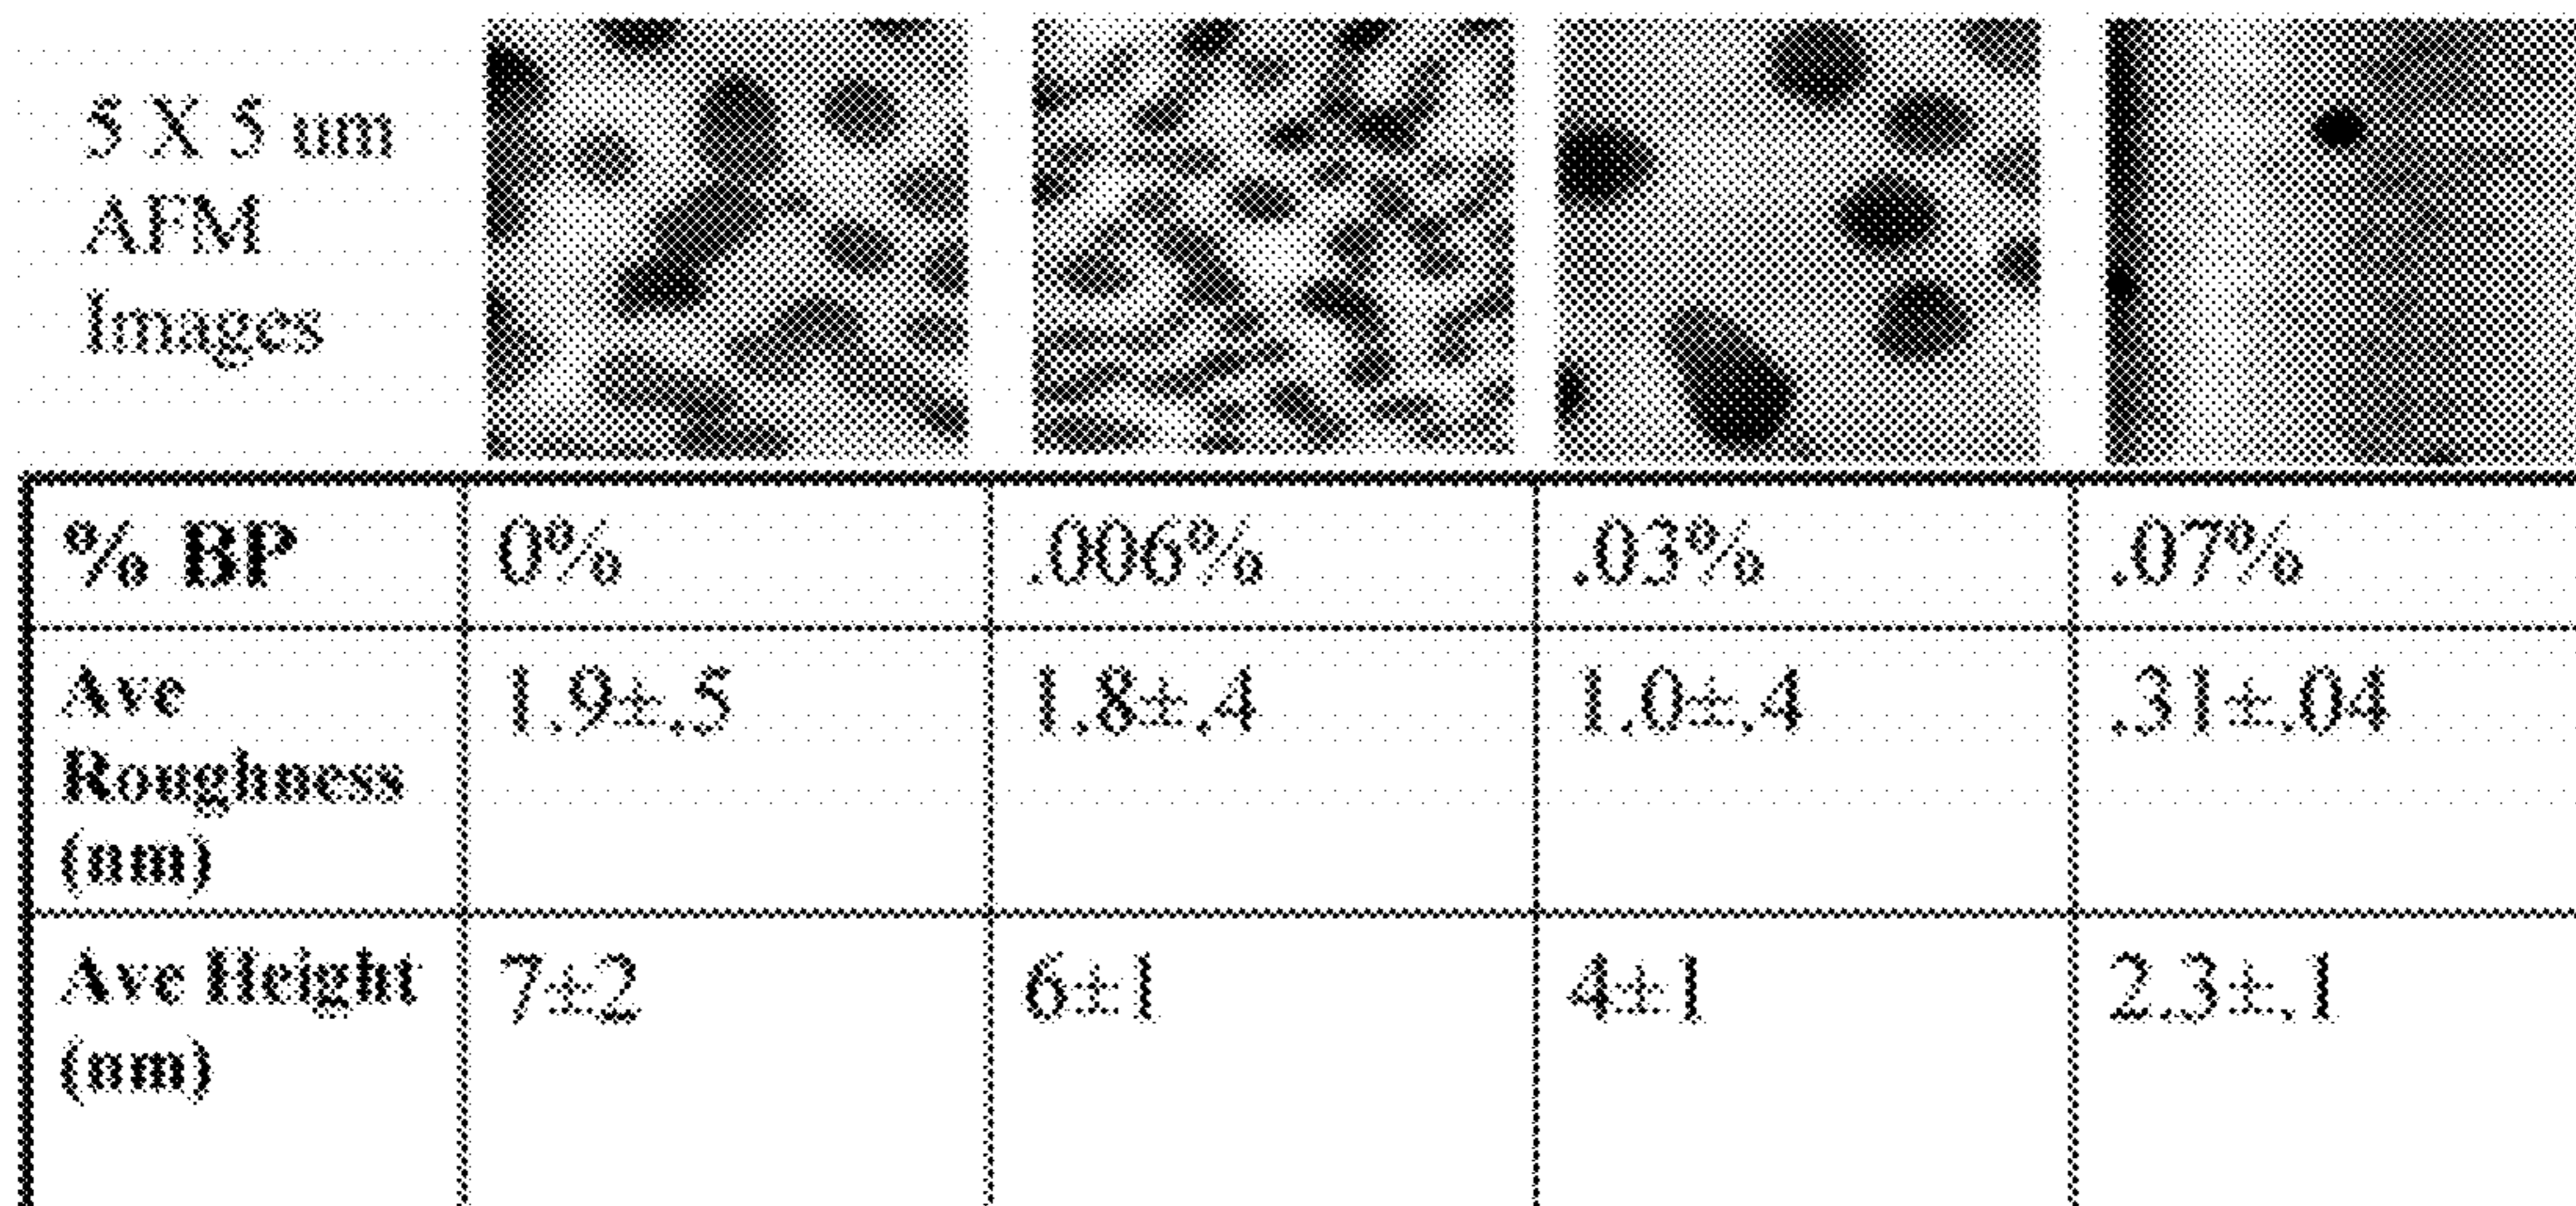 5 X 5 um
AFM
Images
% BP 0% .006% .03% .07%
Ave 1.9±.5 1.8±.4 1.0±.4 .31±.04
Roughness
(nm)
Ave Height 7±2 6±1 4±1 2.3±.1
(nm)